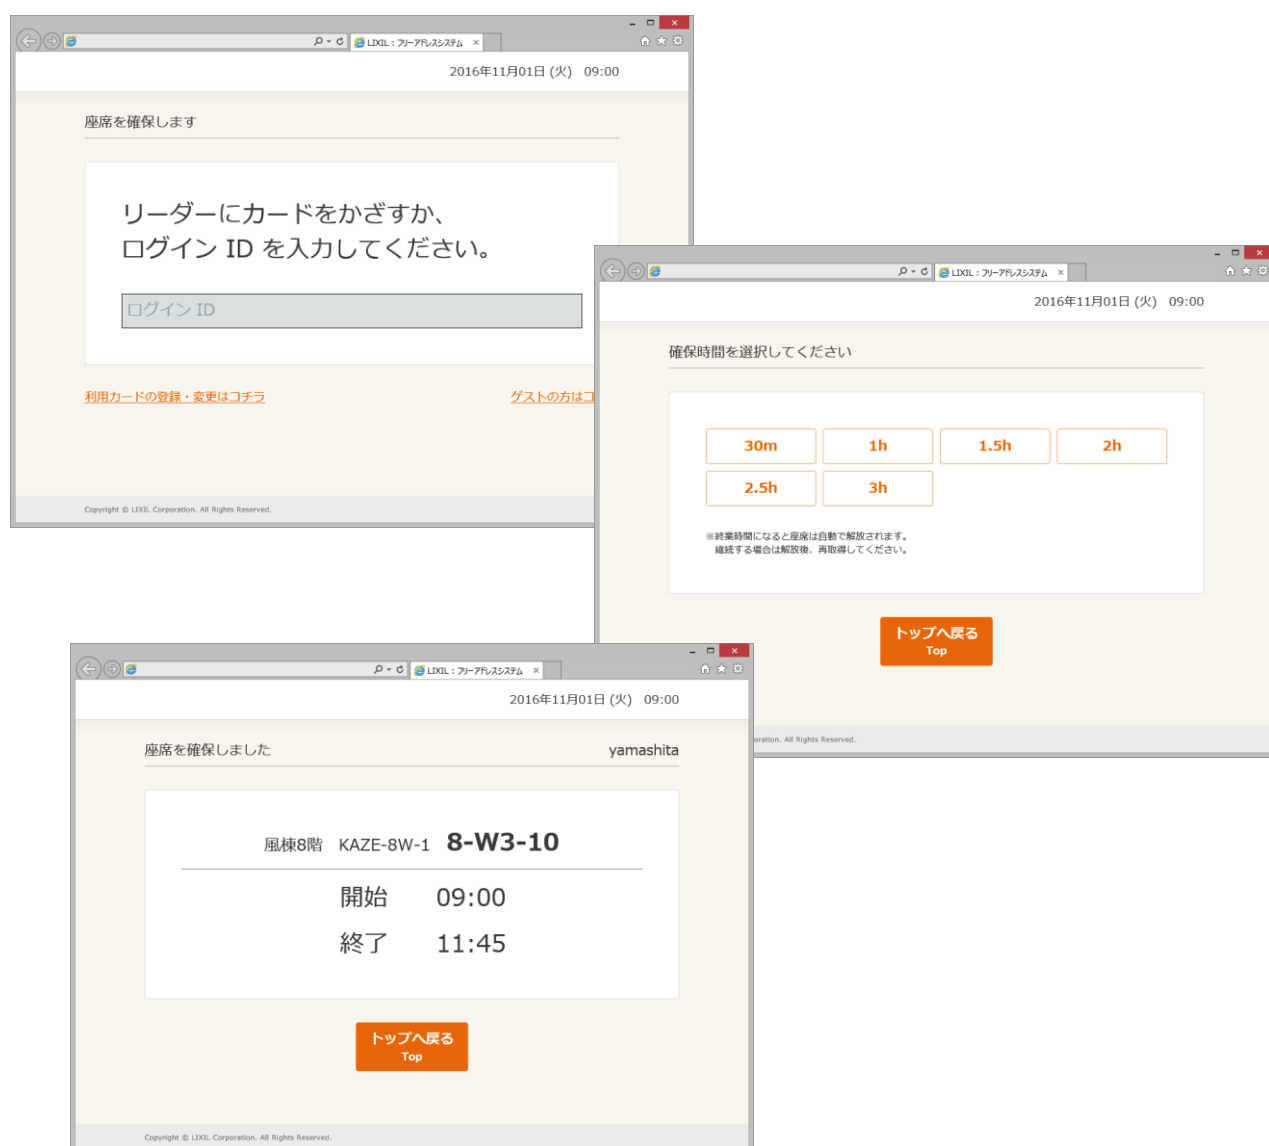 LIXIL：フリーアドレスシステム
2016年11月01日 (火) 09:00
座席を確保します
リーダーにカードをかざすか、
ログイン ID を入力してください。
ログイン ID
利用カードの登録・変更はコチラ
ゲストの方はコ
Copyright © LIXIL Corporation. All Rights Reserved.
LIXIL：フリーアドレスシステム
2016年11月01日 (火) 09:00
確保時間を選択してください
30m 1h 1.5h 2h
2.5h 3h
※終業時間になると座席は自動で解放されます。
継続する場合は解放後、再取得してください。
トップへ戻る
Top
oration. All Rights Reserved.
LIXIL：フリーアドレスシステム
2016年11月01日 (火) 09:00
座席を確保しました yamashita
風棟8階 KAZE-8W-1 8-W3-10
開始 09:00
終了 11:45
トップへ戻る
Top
Copyright © LIXIL Corporation. All Rights Reserved.